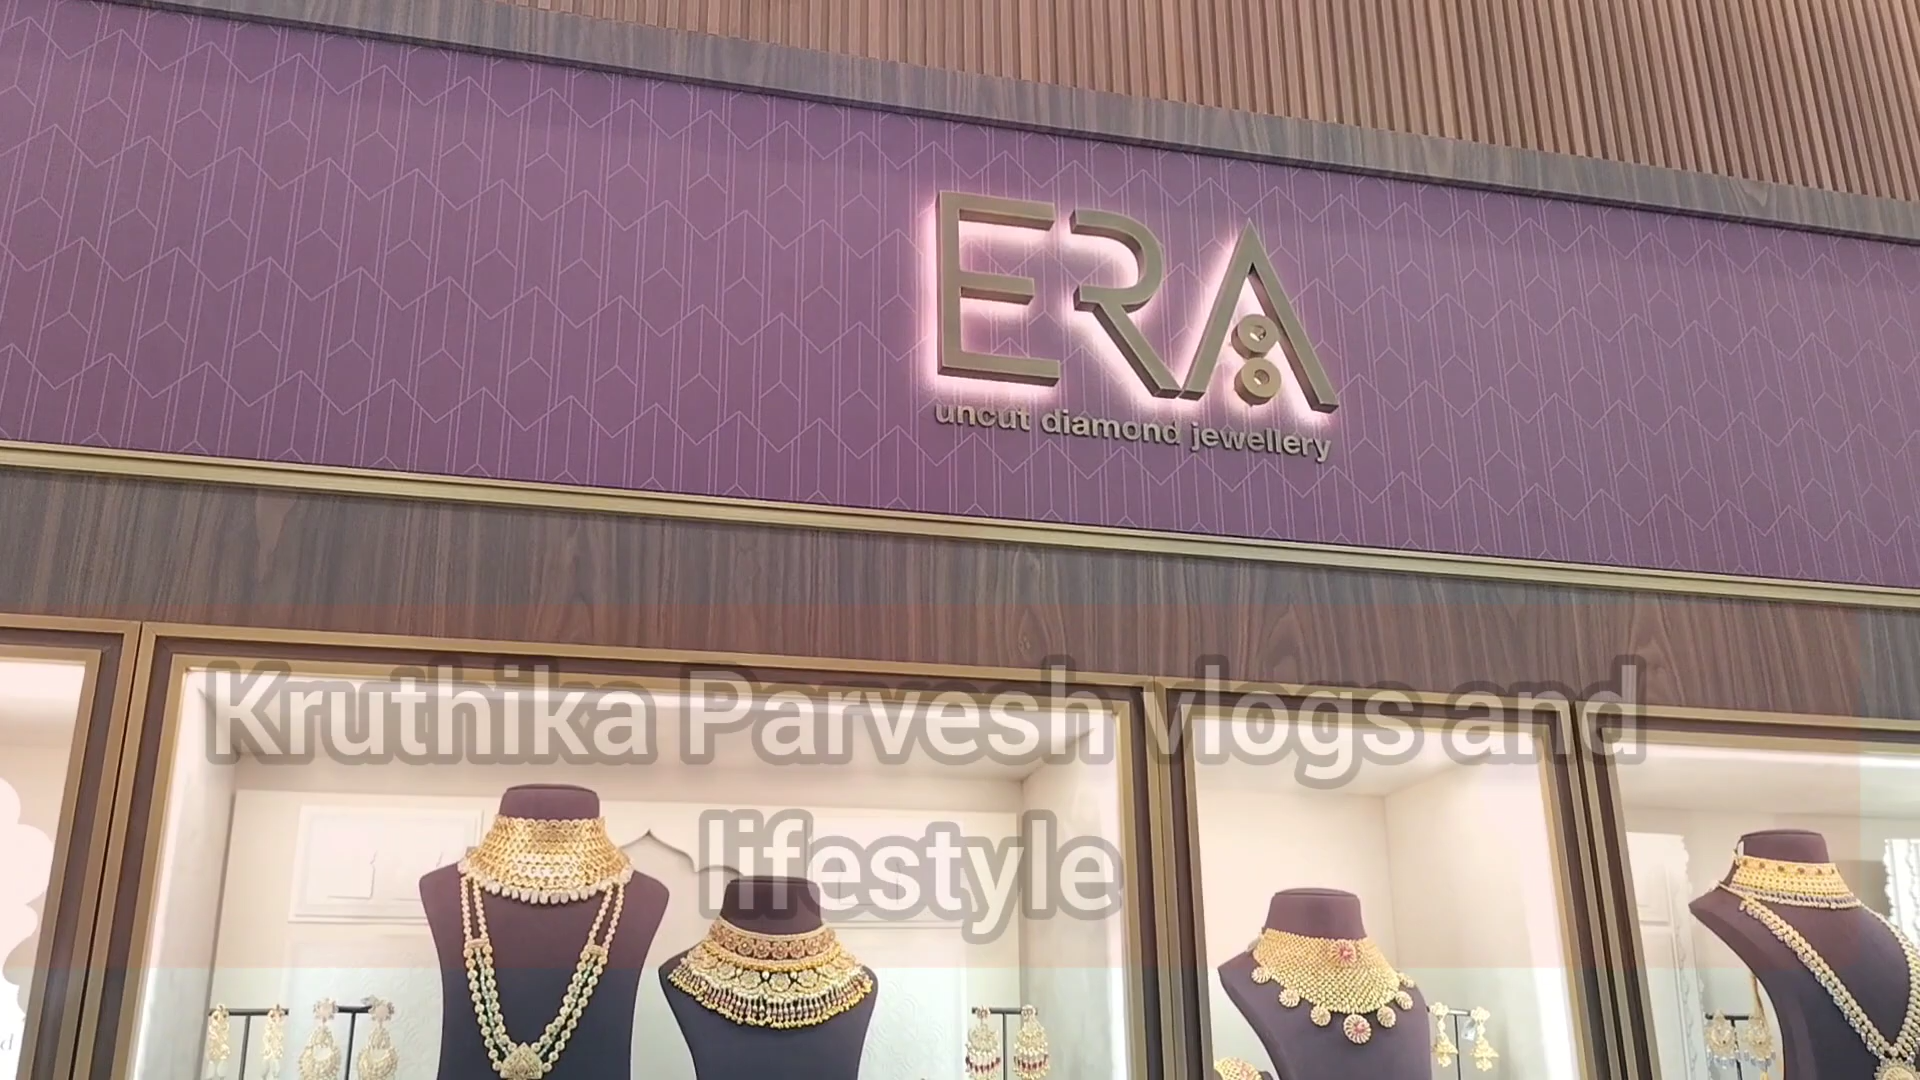 ERA
uncut diamond jewellery
Kruthika Parvesh vlogs and
lifestyle